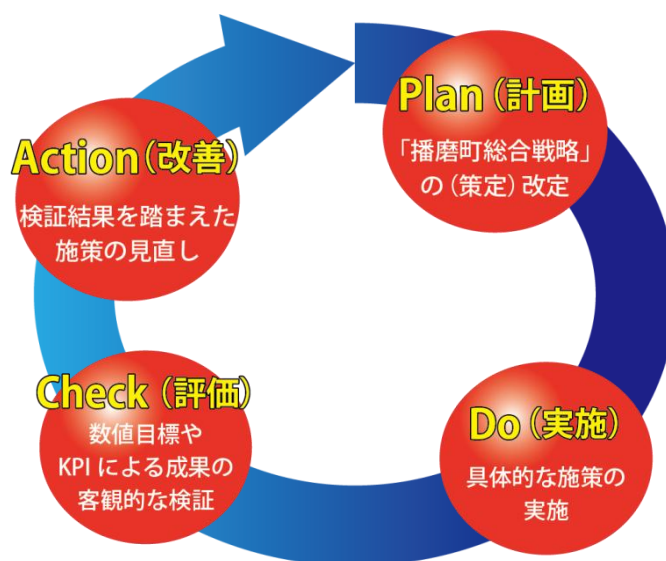 Plan(計画)
「播磨町総合戦略」
の(策定)改定
Do(実施)
具体的な施策の
実施
Check(評価)
数値目標や
KPIによる成果の
客観的な検証
Action(改善)
検証結果を踏まえた
施策の見直し